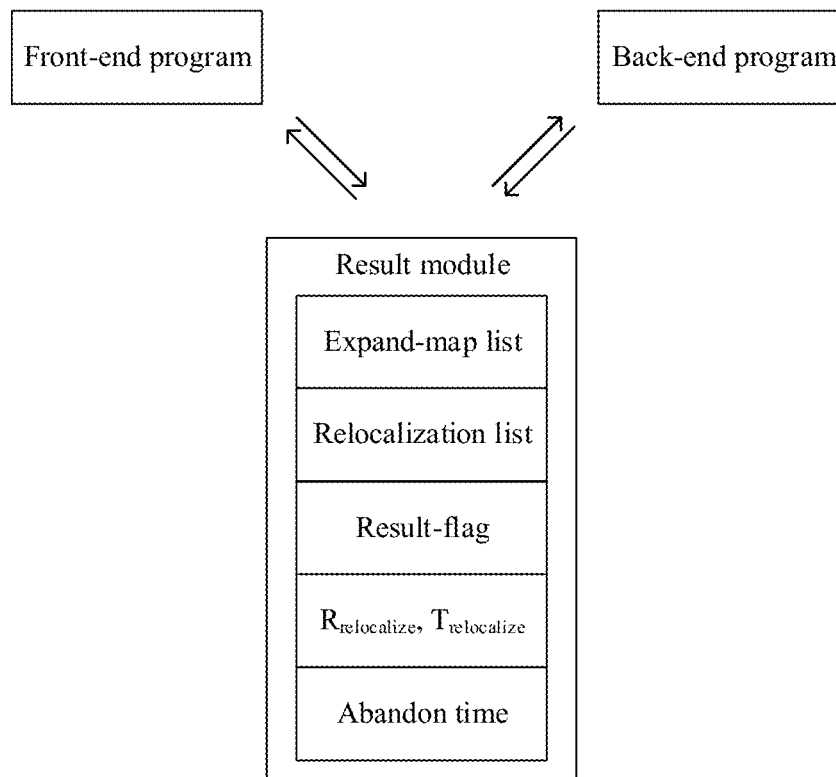 Front-end program
Back-end program
Result module
Expand-map list
Relocalization list
Result-flag
Rrelocalize, Trelocalize
Abandon time